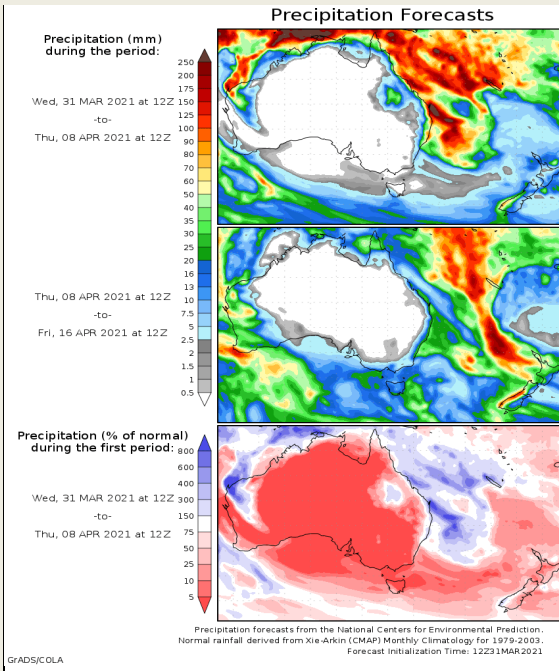 Precipitation Forecasts
Precipitation (mm)
during the period:
Wed, 31 MAR 2021 at 12Z
-to-
Thu, 08 APR 2021 at 12Z
250
200
175
150
125
100
90
80
70
60
50
40
35
30
25
20
16
13
10
7.5
5
2.5
2
1.5
1
0.5
Thu, 08 APR 2021 at 12Z
-to-
Fri, 16 APR 2021 at 12Z
Precipitation (% of normal)
during the first period:
Wed, 31 MAR 2021 at 12Z
-to-
Thu, 08 APR 2021 at 12Z
800
600
400
300
150
75
50
25
10
5
Precipitation forecasts from the National Centers for Environmental Prediction.
Normal rainfall derived from Xie-Arkin (CMAP) Monthly Climatology for 1979-2003.
Forecast Initialization Time: 12Z31MAR2021
GrADS/COLA